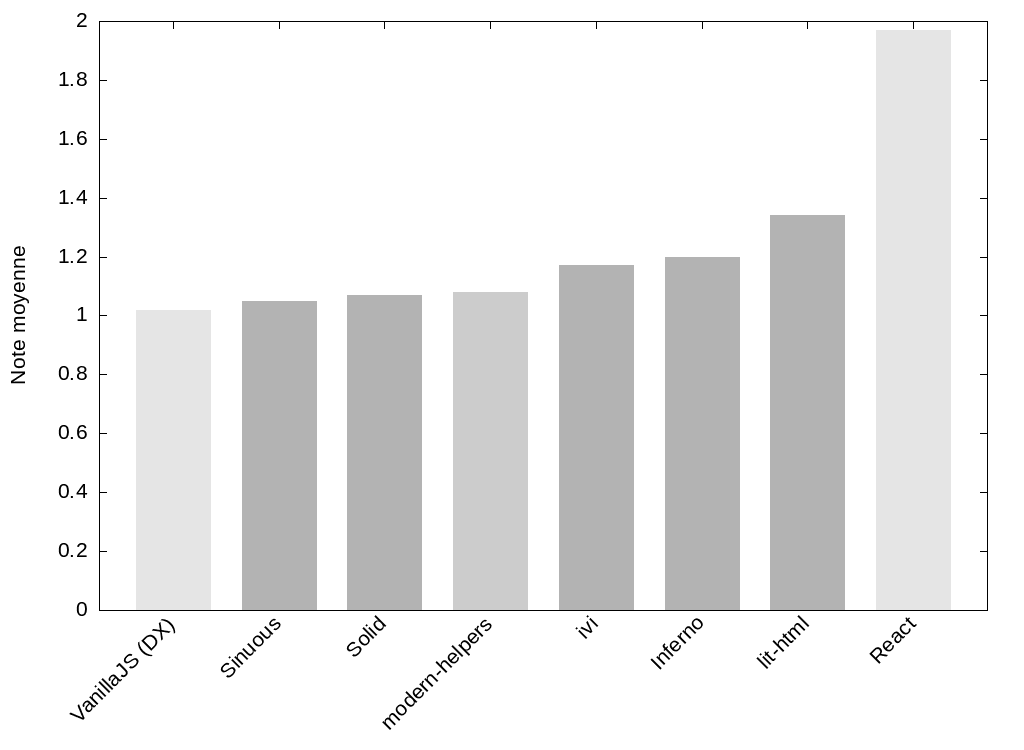 2
1.8
1.6
1.4
1.2
1
0.8
0.6
0.4
0.2
0
Note moyenne
VanillaJS (DX)
Sinuous
Solid
modern-helpers
ivi
Inferno
lit-html
React